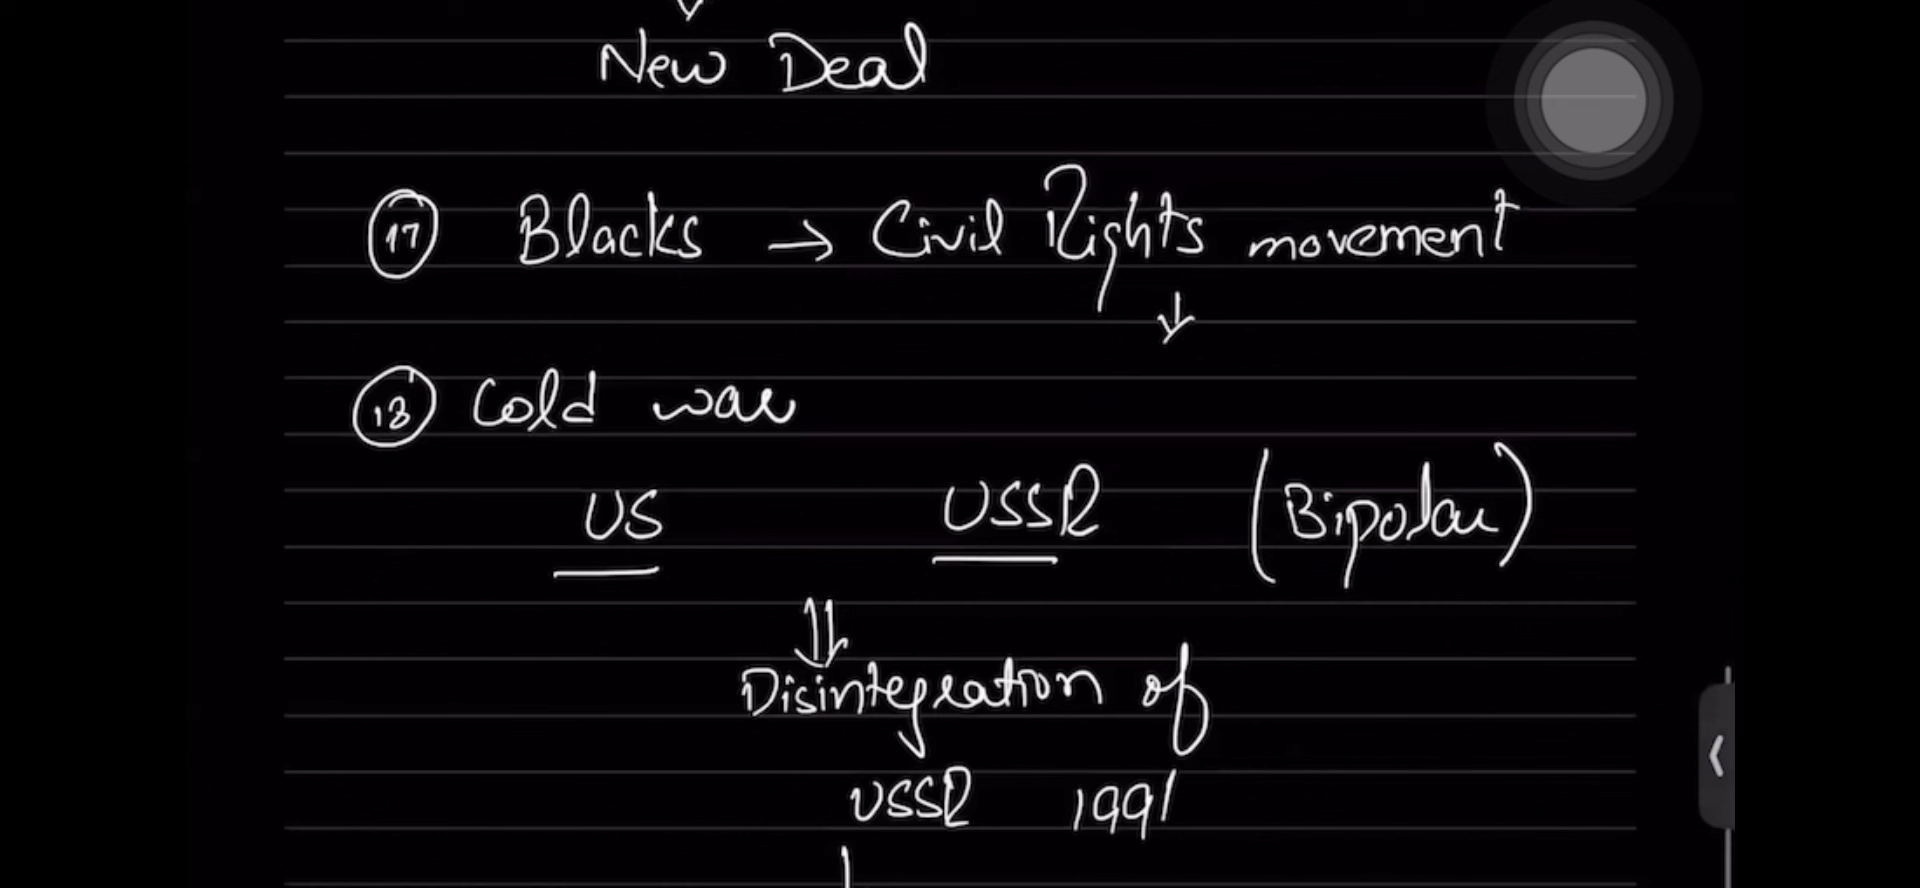 New Deal
17 Blacks → Civil Rights movement
↓
18 Cold war
US USSR (Bipolar)
⇓
Disintegration of
USSR 1991